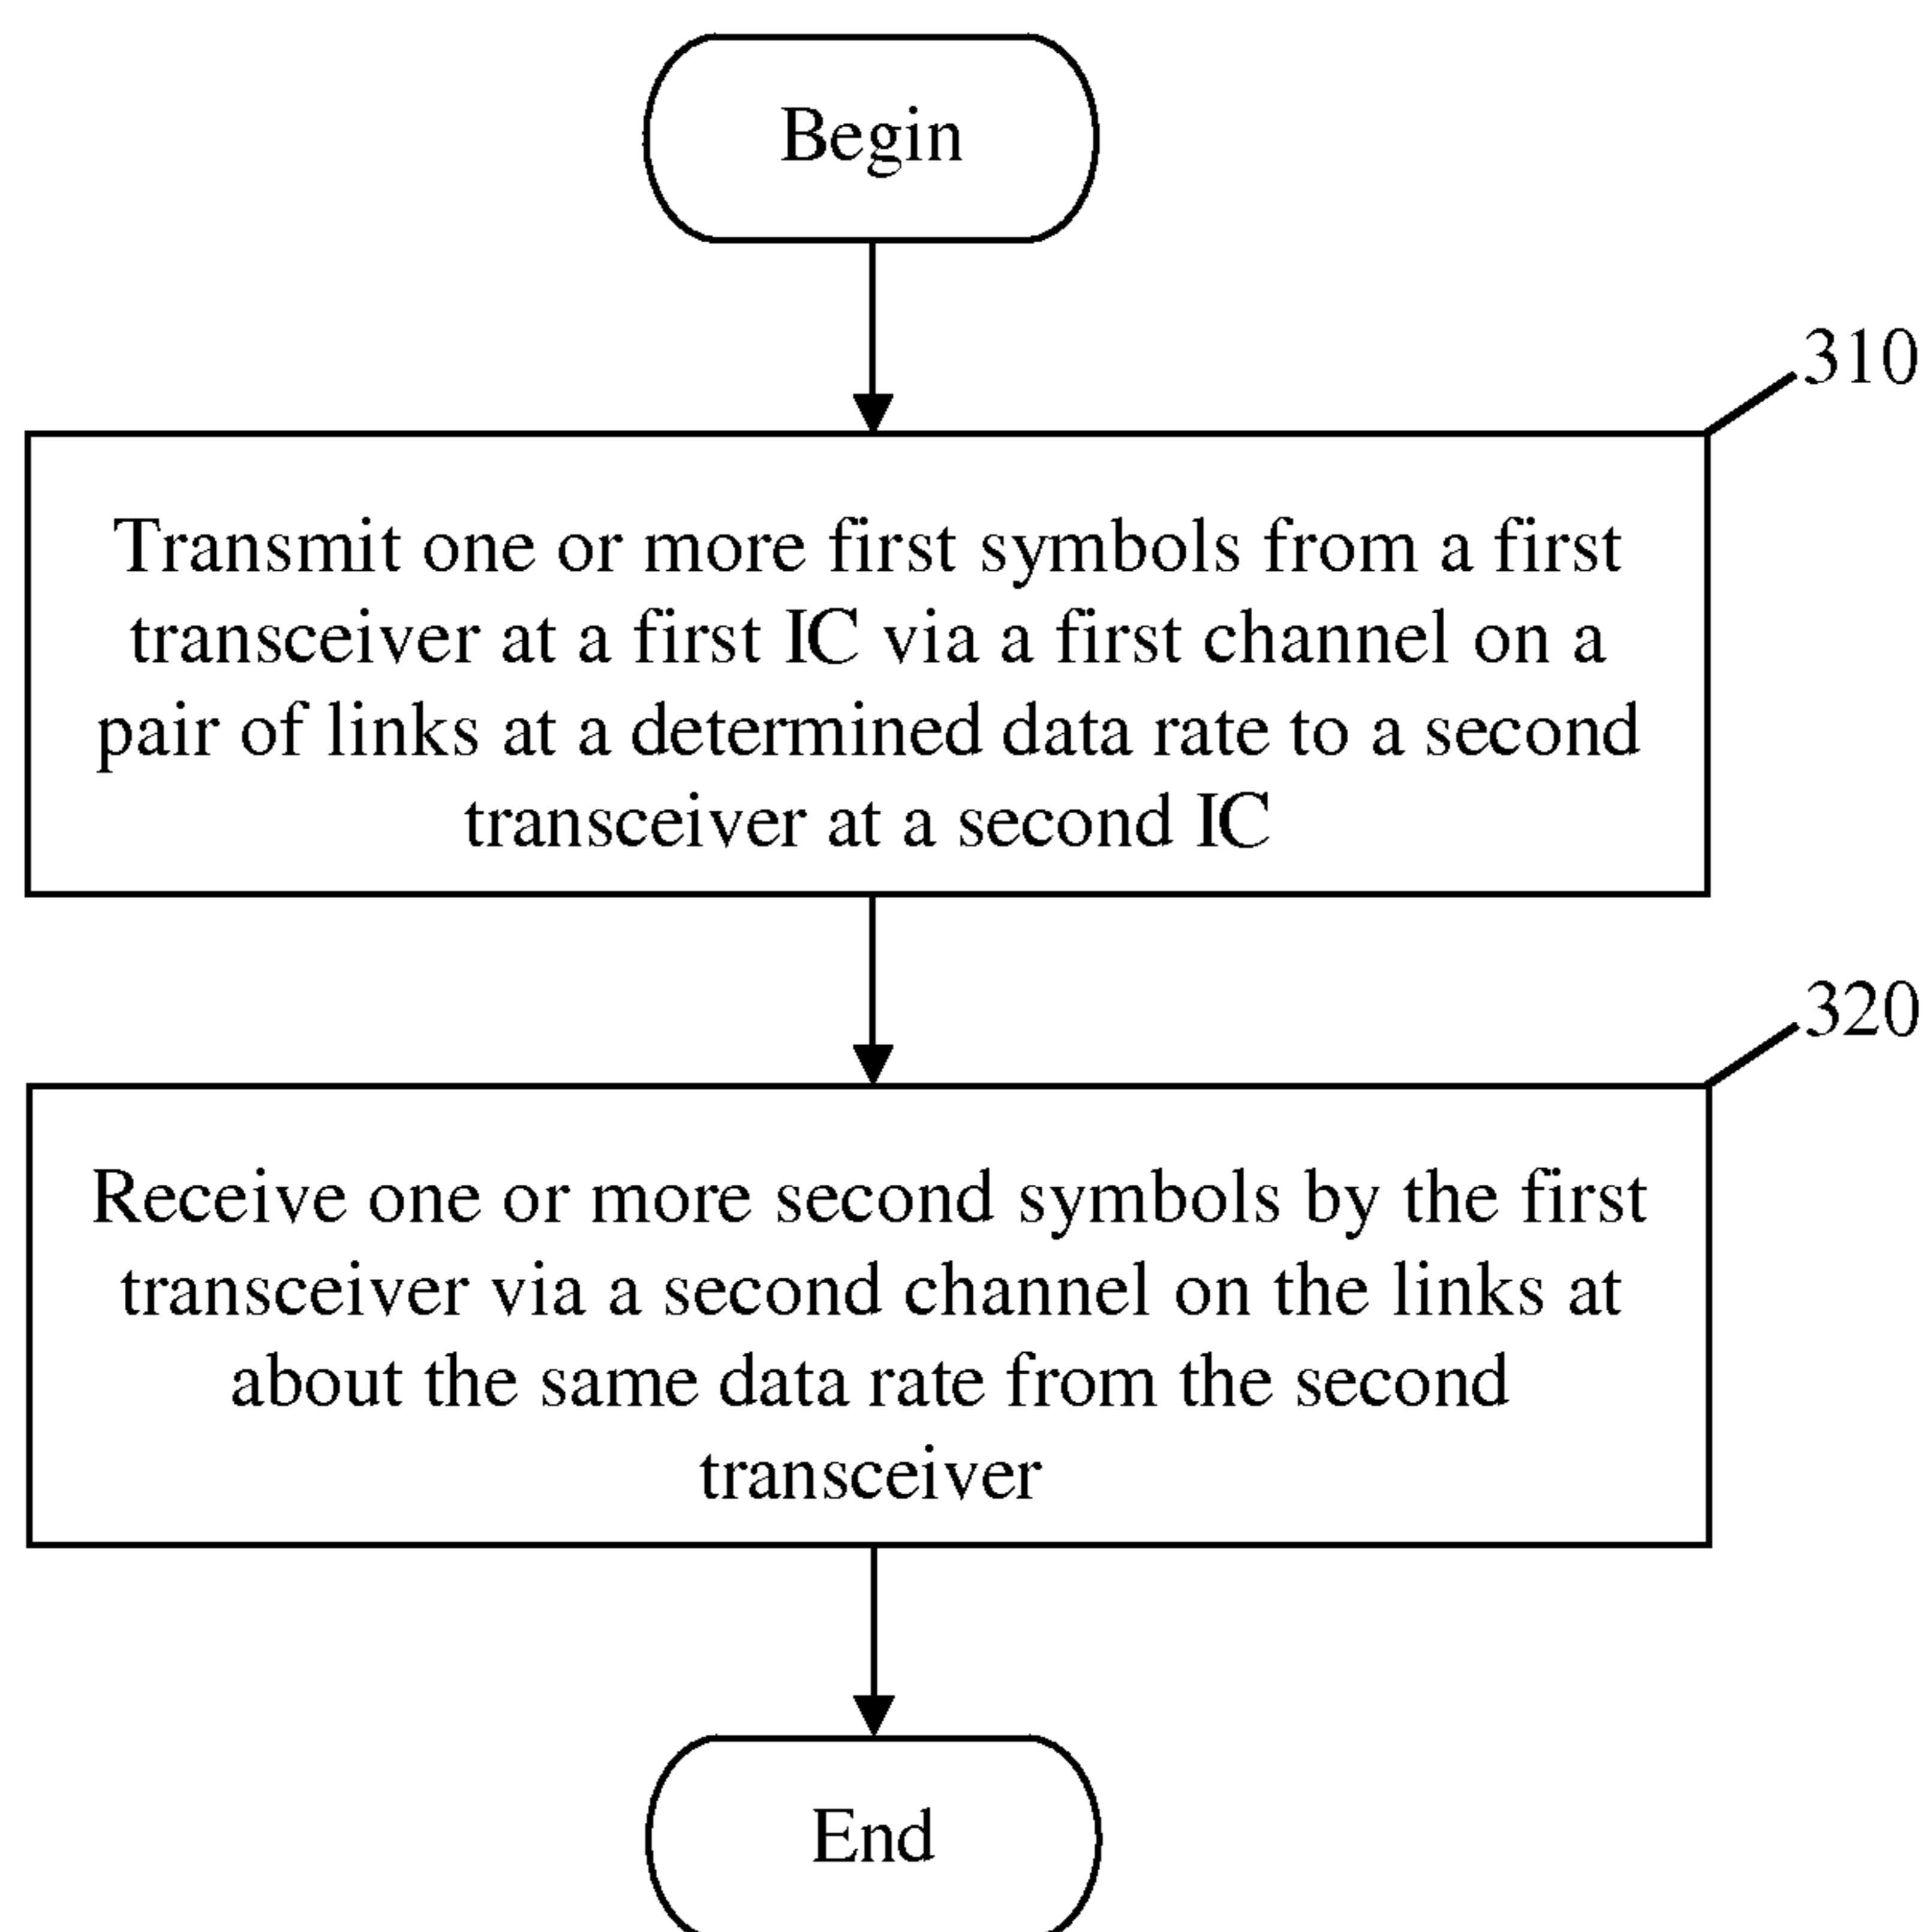 Begin
310
Transmit one or more first symbols from a first
transceiver at a first IC via a first channel on a
pair of links at a determined data rate to a second
transceiver at a second IC
320
Receive one or more second symbols by the first
transceiver via a second channel on the links at
about the same data rate from the second
transceiver
End